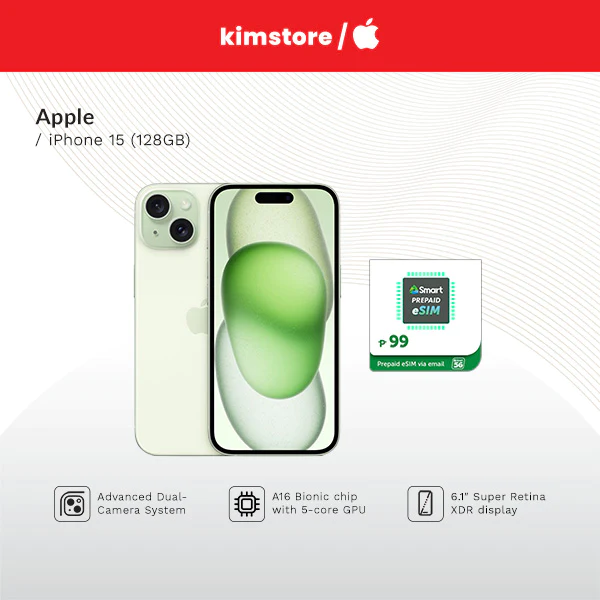 kimstore /
Apple
/ iPhone 15 (128GB)
Smart
PREPAID
eSIM
₱ 99
Prepaid eSIM via email
5G
Advanced Dual-
Camera System
A16 Bionic chip
with 5-core GPU
6.1" Super Retina
XDR display